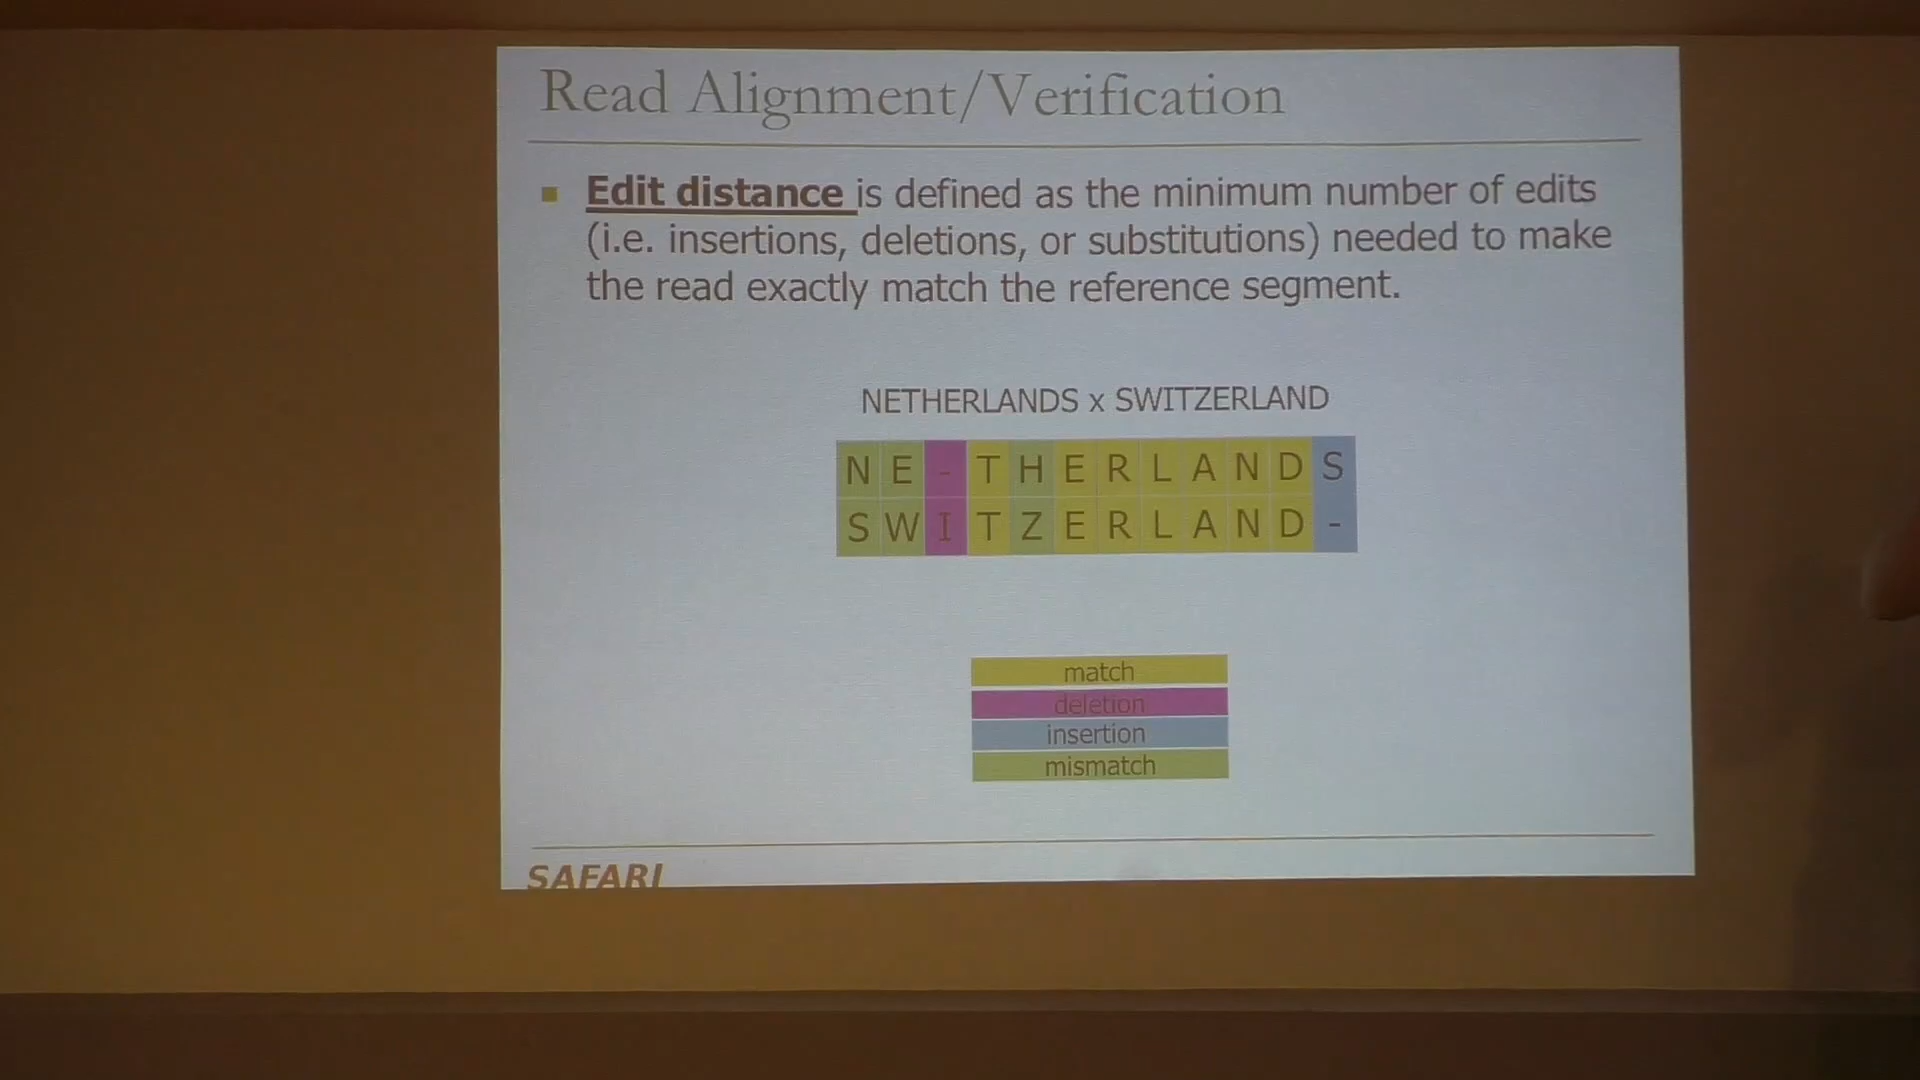 Read Alignment/Verification
Edit distance is defined as the minimum number of edits
(i.e. insertions, deletions, or substitutions) needed to make
the read exactly match the reference segment.
NETHERLANDS x SWITZERLAND
N E - T H E R L A N D S
S W I T Z E R L A N D -
match
deletion
insertion
mismatch
SAFARI